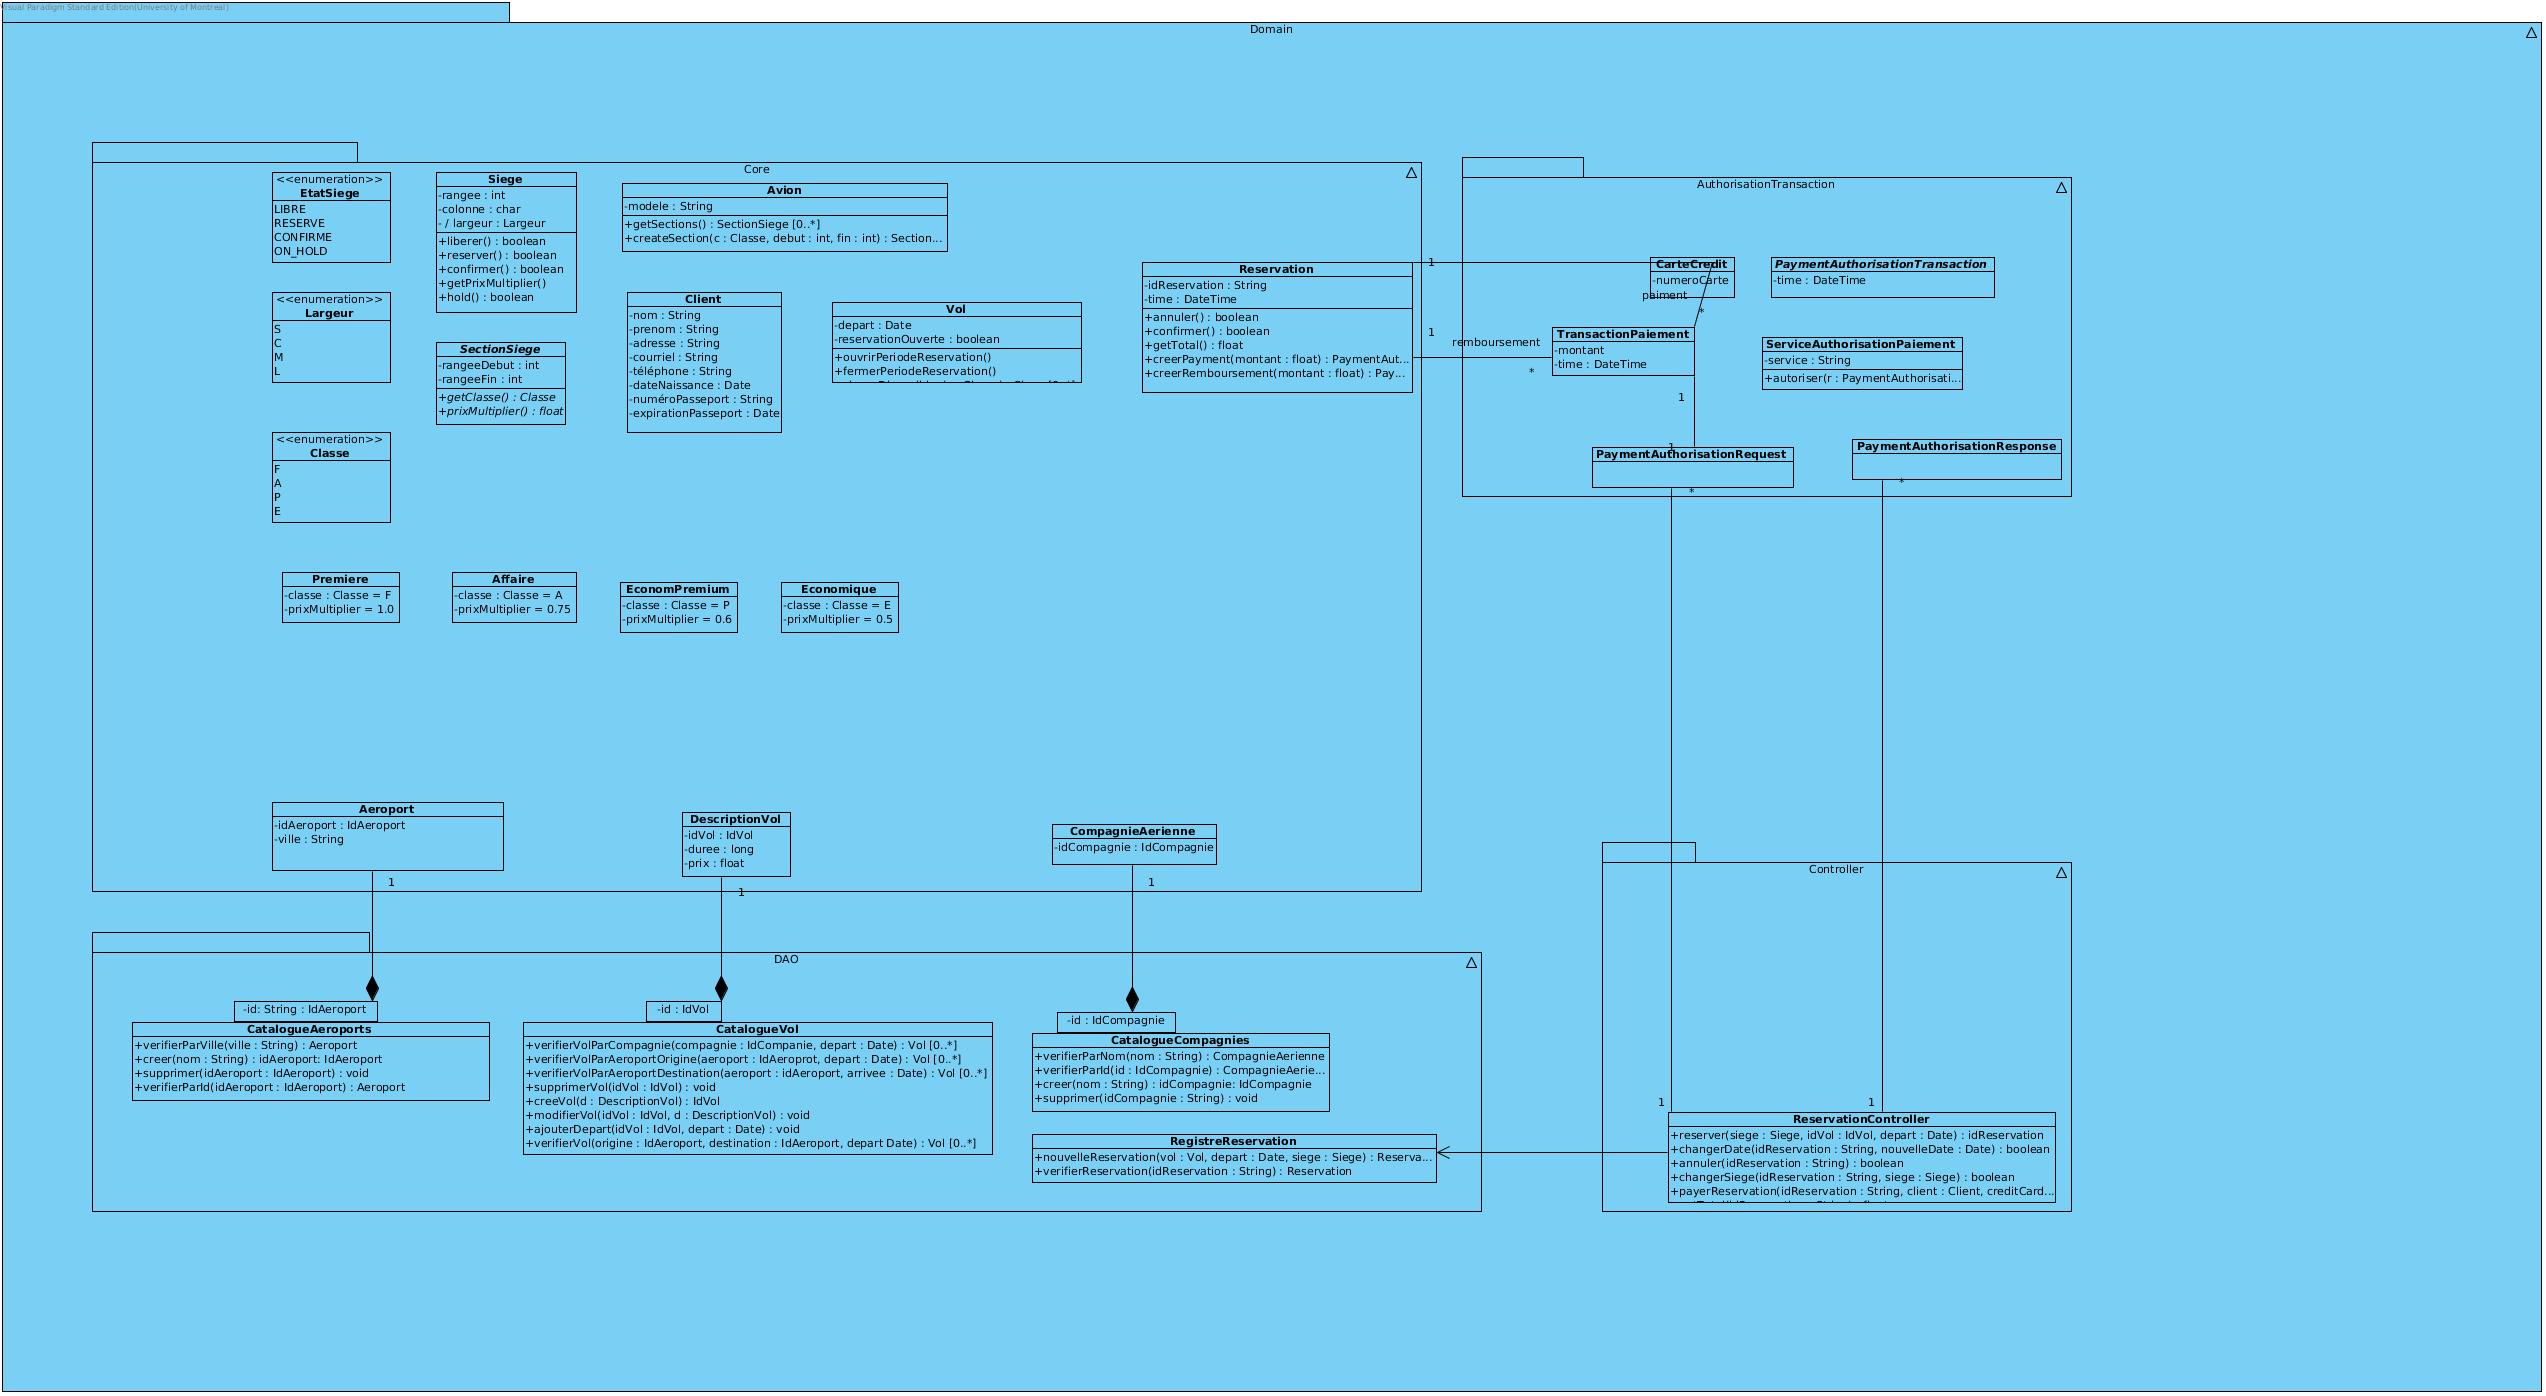 Visual Paradigm Standard Edition(University of Montreal)
Domain
Core
<<enumeration>>
EtatSiege
LIBRE
RESERVE
CONFIRME
ON_HOLD
Siege
-rangee : int
-colonne : char
- / largeur : Largeur
+liberer() : boolean
+reserver() : boolean
+confirmer() : boolean
+getPrixMultiplier()
+hold() : boolean
Avion
-modele : String
+getSections() : SectionSiege [0..*]
+createSection(c : Classe, debut : int, fin : int) : Section...
<<enumeration>>
Largeur
S
C
M
L
SectionSiege
-rangeeDebut : int
-rangeeFin : int
+getClasse() : Classe
+prixMultiplier() : float
Client
-nom : String
-prenom : String
-adresse : String
-courriel : String
-téléphone : String
-dateNaissance : Date
-numéroPasseport : String
-expirationPasseport : Date
Vol
-depart : Date
-reservationOuverte : boolean
+ouvrirPeriodeReservation()
+fermerPeriodeReservation()
Reservation
-idReservation : String
-time : DateTime
+annuler() : boolean
+confirmer() : boolean
+getTotal() : float
+creerPayment(montant : float) : PaymentAut...
+creerRemboursement(montant : float) : Pay...
<<enumeration>>
Classe
F
A
P
E
Premiere
-classe : Classe = F
-prixMultiplier = 1.0
Affaire
-classe : Classe = A
-prixMultiplier = 0.75
EconomPremium
-classe : Classe = P
-prixMultiplier = 0.6
Economique
-classe : Classe = E
-prixMultiplier = 0.5
Aeroport
-idAeroport : IdAeroport
-ville : String
DescriptionVol
-idVol : IdVol
-duree : long
-prix : float
CompagnieAerienne
-idCompagnie : IdCompagnie
1
1
1
AuthorisationTransaction
1
CarteCredit
-numeroCarte
paiment
*
PaymentAuthorisationTransaction
-time : DateTime
1
remboursement
*
TransactionPaiement
-montant
-time : DateTime
ServiceAuthorisationPaiement
-service : String
+autoriser(r : PaymentAuthorisati...
1
1
PaymentAuthorisationRequest
*
PaymentAuthorisationResponse
*
DAO
-id: String : IdAeroport
CatalogueAeroports
+verifierParVille(ville : String) : Aeroport
+creer(nom : String) : idAeroport: IdAeroport
+supprimer(idAeroport : IdAeroport) : void
+verifierParId(idAeroport : IdAeroport) : Aeroport
-id : IdVol
CatalogueVol
+verifierVolParCompagnie(compagnie : IdCompanie, depart : Date) : Vol [0..*]
+verifierVolParAeroportOrigine(aeroport : IdAeroprot, depart : Date) : Vol [0..*]
+verifierVolParAeroportDestination(aeroport : idAeroport, arrivee : Date) : Vol [0..*]
+supprimerVol(idVol : IdVol) : void
+creeVol(d : DescriptionVol) : IdVol
+modifierVol(idVol : IdVol, d : DescriptionVol) : void
+ajouterDepart(idVol : IdVol, depart : Date) : void
+verifierVol(origine : IdAeroport, destination : IdAeroport, depart Date) : Vol [0..*]
-id : IdCompagnie
CatalogueCompagnies
+verifierParNom(nom : String) : CompagnieAerienne
+verifierParId(id : IdCompagnie) : CompagnieAerie...
+creer(nom : String) : idCompagnie: IdCompagnie
+supprimer(idCompagnie : String) : void
RegistreReservation
+nouvelleReservation(vol : Vol, depart : Date, siege : Siege) : Reserva...
+verifierReservation(idReservation : String) : Reservation
Controller
1
1
ReservationController
+reserver(siege : Siege, idVol : IdVol, depart : Date) : idReservation
+changerDate(idReservation : String, nouvelleDate : Date) : boolean
+annuler(idReservation : String) : boolean
+changerSiege(idReservation : String, siege : Siege) : boolean
+payerReservation(idReservation : String, client : Client, creditCard...